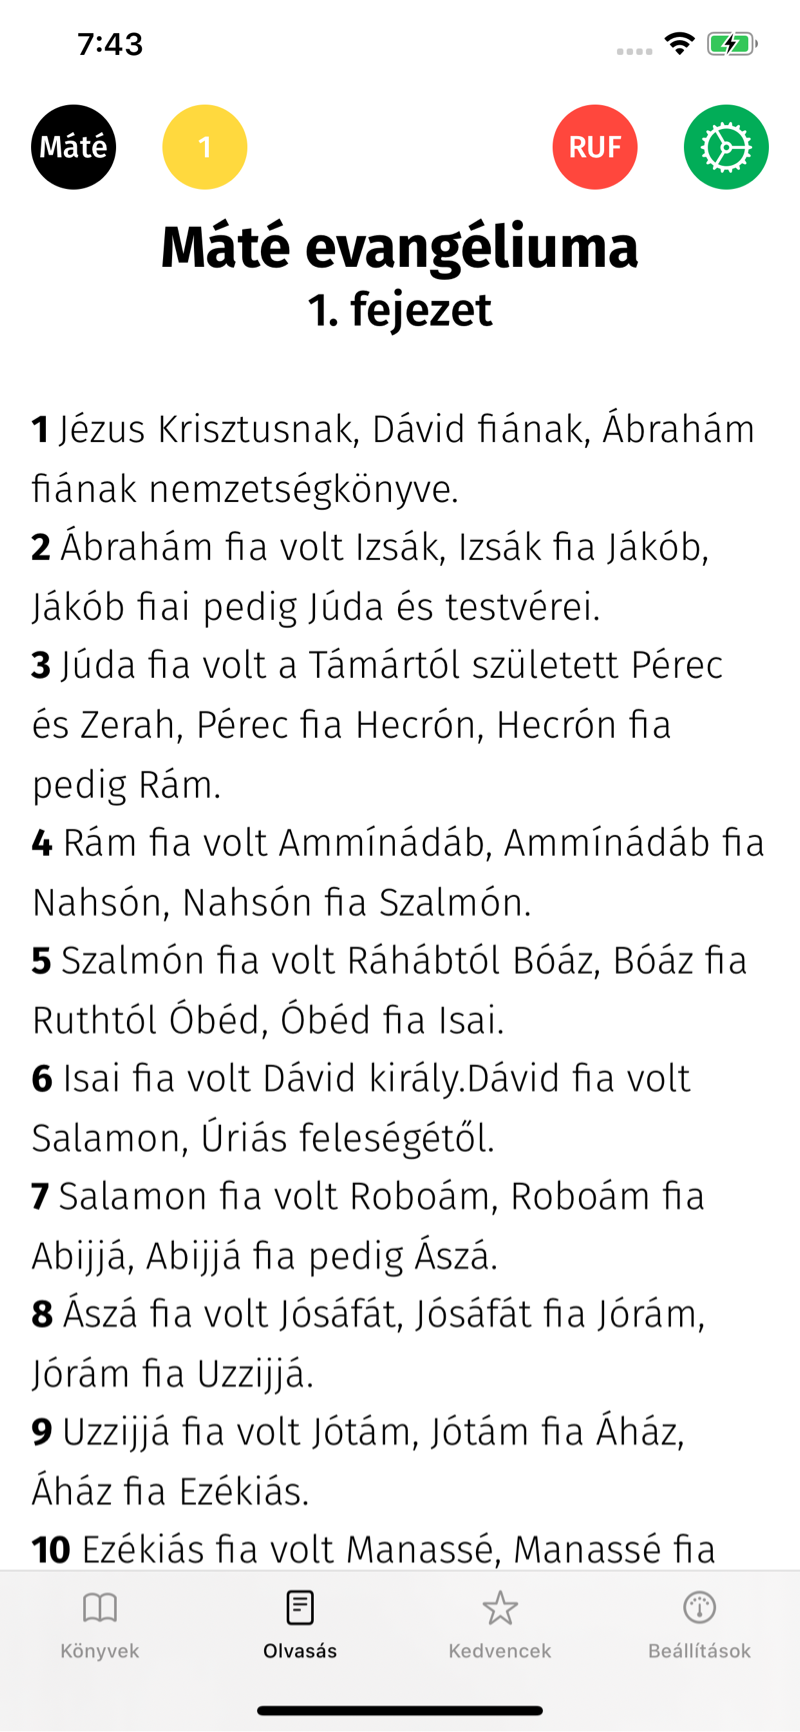 7:43
Máté
1
RUF
Máté evangéliuma
1. fejezet
1 Jézus Krisztusnak, Dávid fiának, Ábrahám
fiának nemzetségkönyve.
2 Ábrahám fia volt Izsák, Izsák fia Jákób,
Jákób fiai pedig Júda és testvérei.
3 Júda fia volt a Támártól született Pérec
és Zerah, Pérec fia Hecrón, Hecrón fia
pedig Rám.
4 Rám fia volt Ammínádáb, Ammínádáb fia
Nahsón, Nahsón fia Szalmón.
5 Szalmón fia volt Ráhábtól Bóáz, Bóáz fia
Ruthtól Óbéd, Óbéd fia Isai.
6 Isai fia volt Dávid király.Dávid fia volt
Salamon, Úriás feleségétől.
7 Salamon fia volt Roboám, Roboám fia
Abijjá, Abijjá fia pedig Ászá.
8 Ászá fia volt Jósáfát, Jósáfát fia Jórám,
Jórám fia Uzzijjá.
9 Uzzijjá fia volt Jótám, Jótám fia Áház,
Áház fia Ezékiás.
10 Ezékiás fia volt Manassé, Manassé fia
Könyvek
Olvasás
Kedvencek
Beállítások